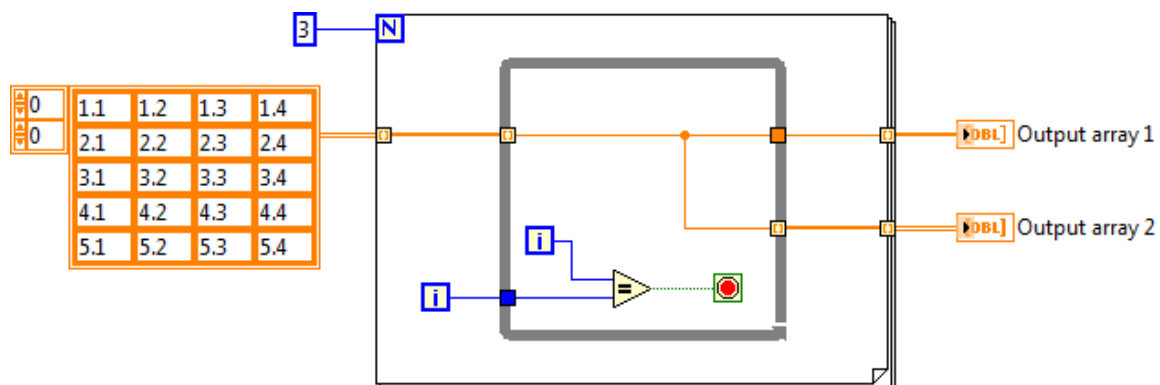 3
N
0
0
1.1 1.2 1.3 1.4
2.1 2.2 2.3 2.4
3.1 3.2 3.3 3.4
4.1 4.2 4.3 4.4
5.1 5.2 5.3 5.4
DBL] Output array 1
DBL] Output array 2
i
=
i